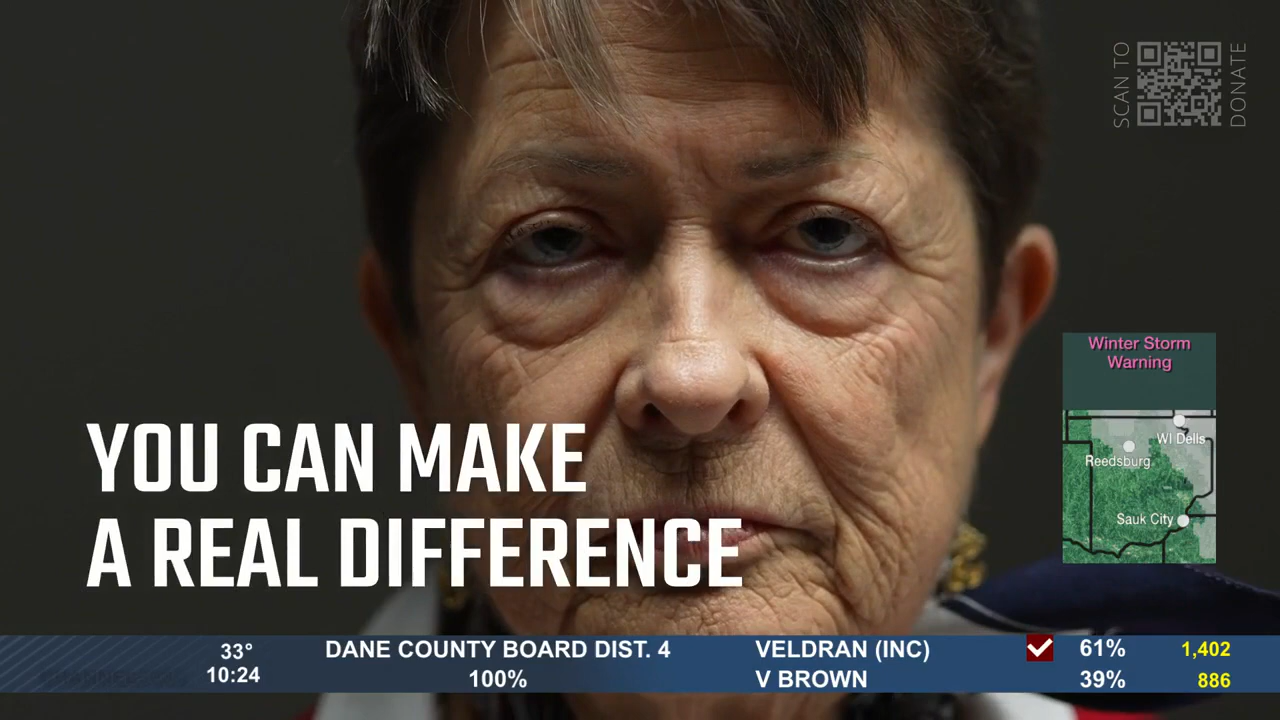 SCAN TO
DONATE
Winter Storm
Warning
WI Dells
Reedsburg
Sauk City
YOU CAN MAKE
A REAL DIFFERENCE
33°
10:24
DANE COUNTY BOARD DIST. 4
100%
VELDRAN (INC) 61% 1,402
V BROWN 39% 886